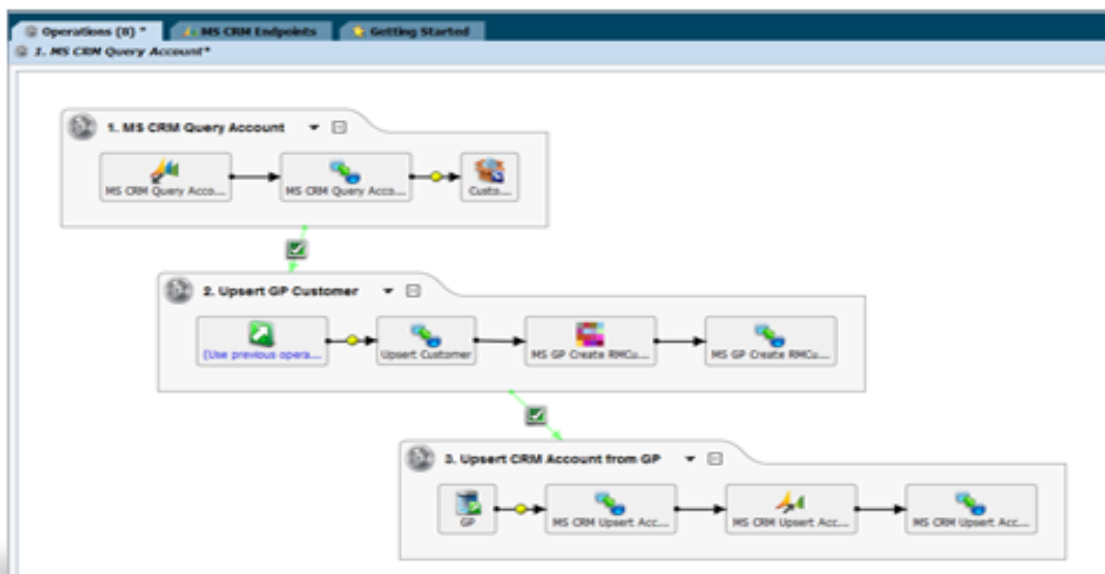 Operations (8) *
MS CRM Endpoints
Getting Started
1. MS CRM Query Account*
1. MS CRM Query Account
MS CRM Query Acco...
MS CRM Query Acco...
Custo...
2. Upsert GP Customer
(Use previous opera...
Upsert Customer
MS GP Create RMCu...
MS GP Create RMCu...
3. Upsert CRM Account from GP
GP
MS CRM Upsert Acc...
MS CRM Upsert Acc...
MS CRM Upsert Acc...